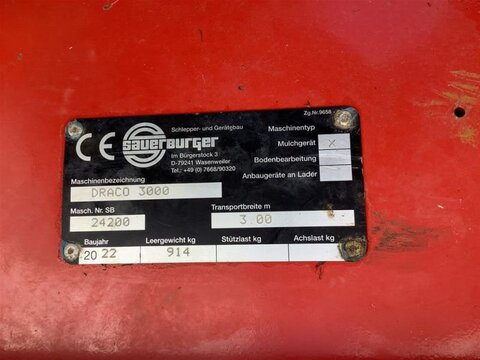 Zg.Nr.9658
CE
sauerburger
Schlepper- und Gerätebau
Im Bürgerstock 3
D-79241 Wasenweiler
Tel.: +49 (0) 7668/90320
Maschinentyp
Mulchgerät X
Bodenbearbeitung
Anbaugeräte an Lader
Maschinenbezeichnung
DRACO 3000
Masch. Nr. SB
24200
Transportbreite m
3.00
Baujahr Leergewicht kg Stützlast kg Achslast kg
2022 914